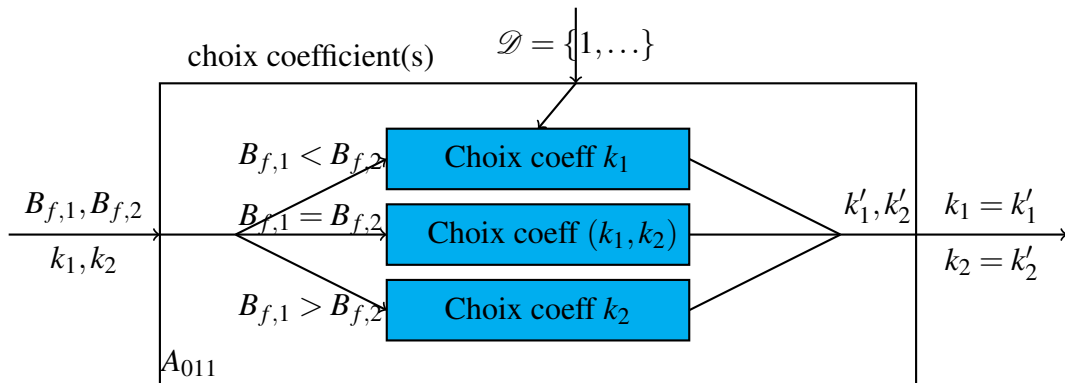 𝒟 = {1, …}
choix coefficient(s)
B_{f,1} < B_{f,2}
Choix coeff k_1
B_{f,1}, B_{f,2}
k_1, k_2
B_{f,1} = B_{f,2}
Choix coeff (k_1, k_2)
k'_1, k'_2
k_1 = k'_1
k_2 = k'_2
B_{f,1} > B_{f,2}
Choix coeff k_2
A_{011}